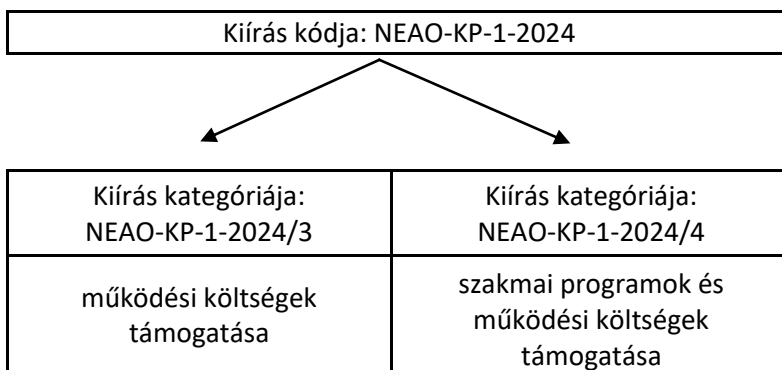 Kiírás kódja: NEAO-KP-1-2024
Kiírás kategóriája:
NEAO-KP-1-2024/3
működési költségek
támogatása
Kiírás kategóriája:
NEAO-KP-1-2024/4
szakmai programok és
működési költségek
támogatása